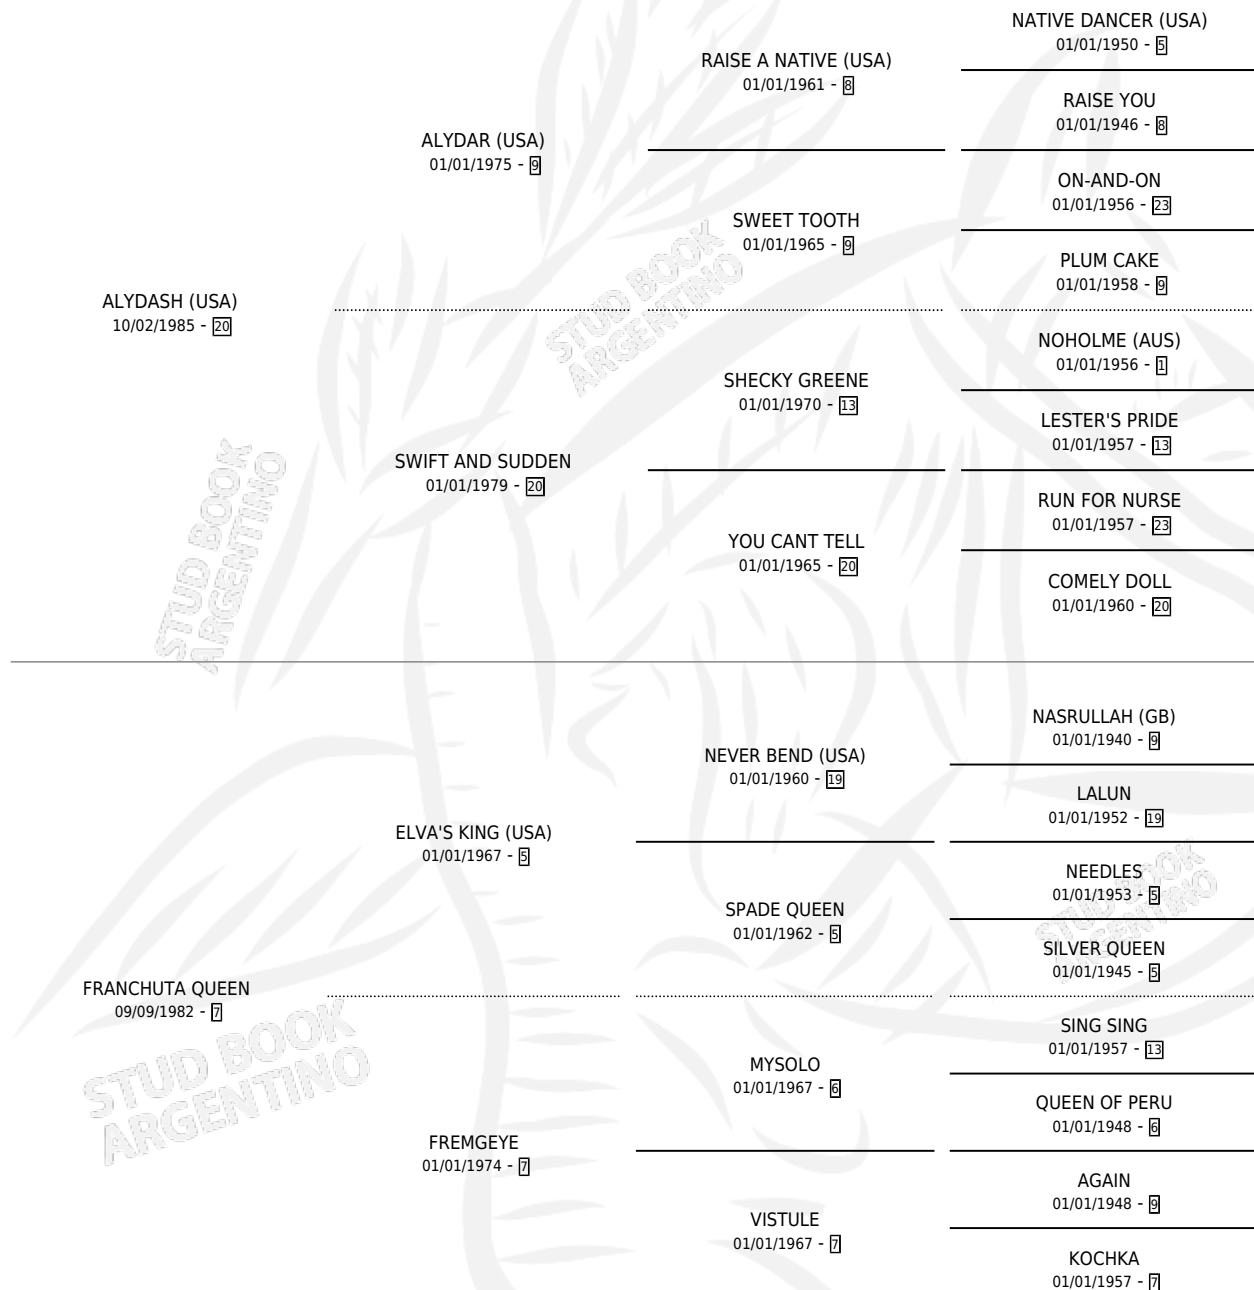 NATIVE DANCER (USA)
01/01/1950 - 5
RAISE A NATIVE (USA)
01/01/1961 - 8
RAISE YOU
01/01/1946 - 8
ALYDAR (USA)
01/01/1975 - 9
ON-AND-ON
01/01/1956 - 23
SWEET TOOTH
01/01/1965 - 9
PLUM CAKE
01/01/1958 - 9
ALYDASH (USA)
10/02/1985 - 20
STUD BOOK
ARGENTINO
NOHOLME (AUS)
01/01/1956 - 1
SHECKY GREENE
01/01/1970 - 13
LESTER'S PRIDE
01/01/1957 - 13
SWIFT AND SUDDEN
01/01/1979 - 20
RUN FOR NURSE
01/01/1957 - 23
YOU CANT TELL
01/01/1965 - 20
COMELY DOLL
01/01/1960 - 20
STUD BOOK
ARGENTINO
NASRULLAH (GB)
01/01/1940 - 9
NEVER BEND (USA)
01/01/1960 - 19
LALUN
01/01/1952 - 19
ELVA'S KING (USA)
01/01/1967 - 5
NEEDLES
01/01/1953 - 5
SPADE QUEEN
01/01/1962 - 5
STUD BOOK
ARGENTINO
SILVER QUEEN
01/01/1945 - 5
FRANCHUTA QUEEN
09/09/1982 - 7
SING SING
01/01/1957 - 13
MYSOLO
01/01/1967 - 6
STUD BOOK
ARGENTINO
QUEEN OF PERU
01/01/1948 - 6
FREMGEYE
01/01/1974 - 7
AGAIN
01/01/1948 - 9
VISTULE
01/01/1967 - 7
KOCHKA
01/01/1957 - 7